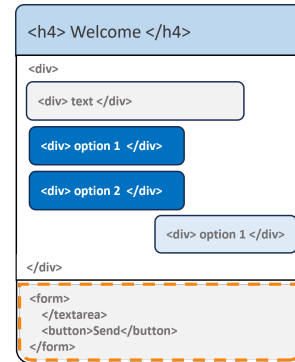 <h4> Welcome </h4>
<div>
<div> text </div>
<div> option 1 </div>
<div> option 2 </div>
<div> option 1 </div>
</div>
<form>
</textarea>
<button>Send</button>
</form>